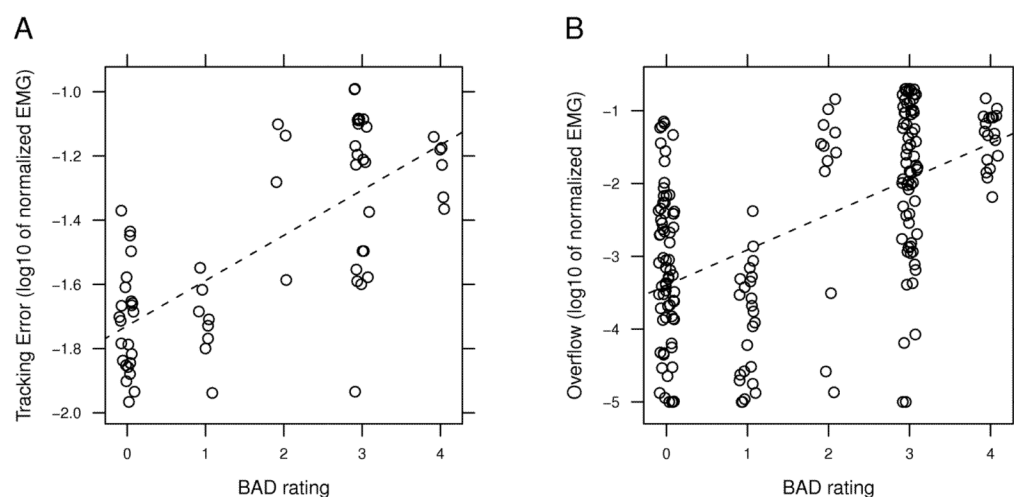 A
B
Tracking Error (log10 of normalized EMG)
-1.0
-1.2
-1.4
-1.6
-1.8
-2.0
0 1 2 3 4
BAD rating
Overflow (log10 of normalized EMG)
-1
-2
-3
-4
-5
0 1 2 3 4
BAD rating